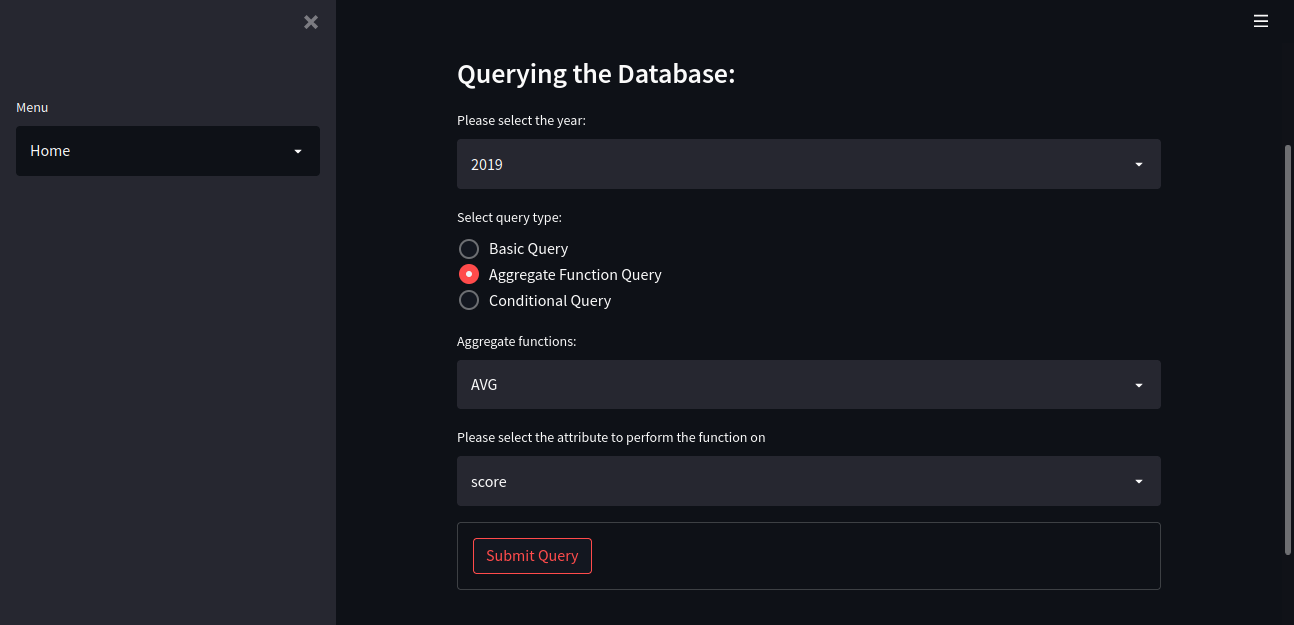 Menu
Home
Querying the Database:
Please select the year:
2019
Select query type:
Basic Query
Aggregate Function Query
Conditional Query
Aggregate functions:
AVG
Please select the attribute to perform the function on
score
Submit Query